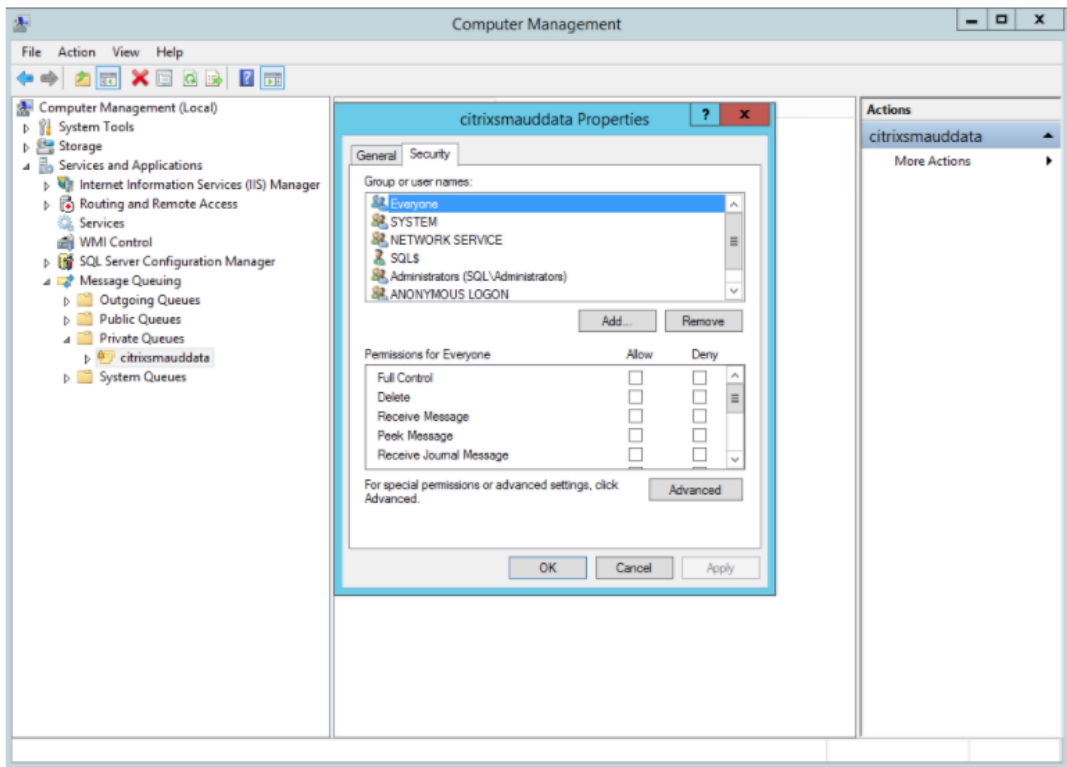 Computer Management
File Action View Help
Computer Management (Local)
System Tools
Storage
Services and Applications
Internet Information Services (IIS) Manager
Routing and Remote Access
Services
WMI Control
SQL Server Configuration Manager
Message Queuing
Outgoing Queues
Public Queues
Private Queues
citrixsmauddata
System Queues
citrixsmauddata Properties
? x
General Security
Group or user names:
Everyone
SYSTEM
NETWORK SERVICE
SQL$
Administrators (SQL\Administrators)
ANONYMOUS LOGON
Add... Remove
Permissions for Everyone Allow Deny
Full Control
Delete
Receive Message
Peek Message
Receive Journal Message
For special permissions or advanced settings, click
Advanced.
Advanced
OK Cancel Apply
Actions
citrixsmauddata
More Actions